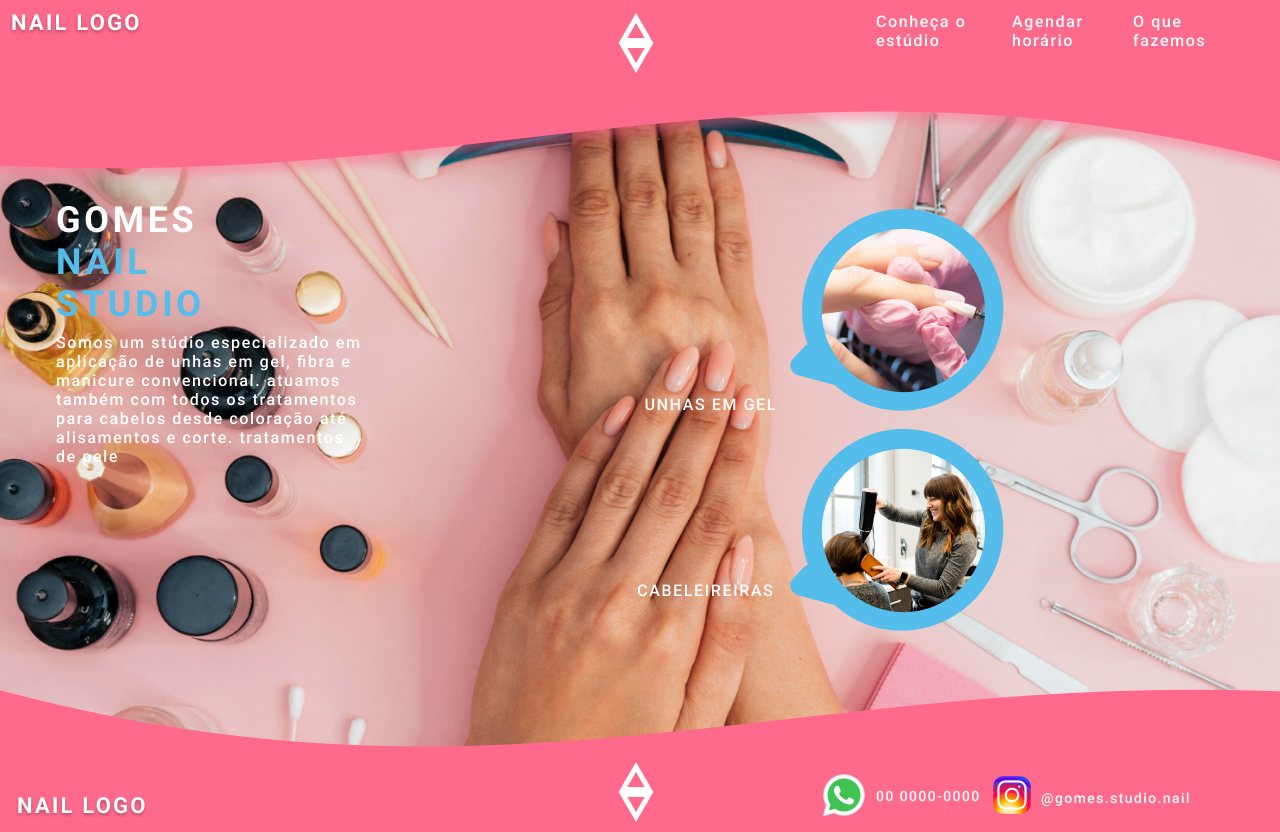 NAIL LOGO
Conheça o
estúdio
Agendar
horário
O que
fazemos
GOMES
NAIL
STUDIO
Somos um stúdio especializado em
aplicação de unhas em gel, fibra e
manicure convencional. atuamos
também com todos os tratamentos
para cabelos desde coloração até
alisamentos e corte. tratamentos
de pele
UNHAS EM GEL
CABELEIREIRAS
NAIL LOGO
00 0000-0000
@gomes.studio.nail